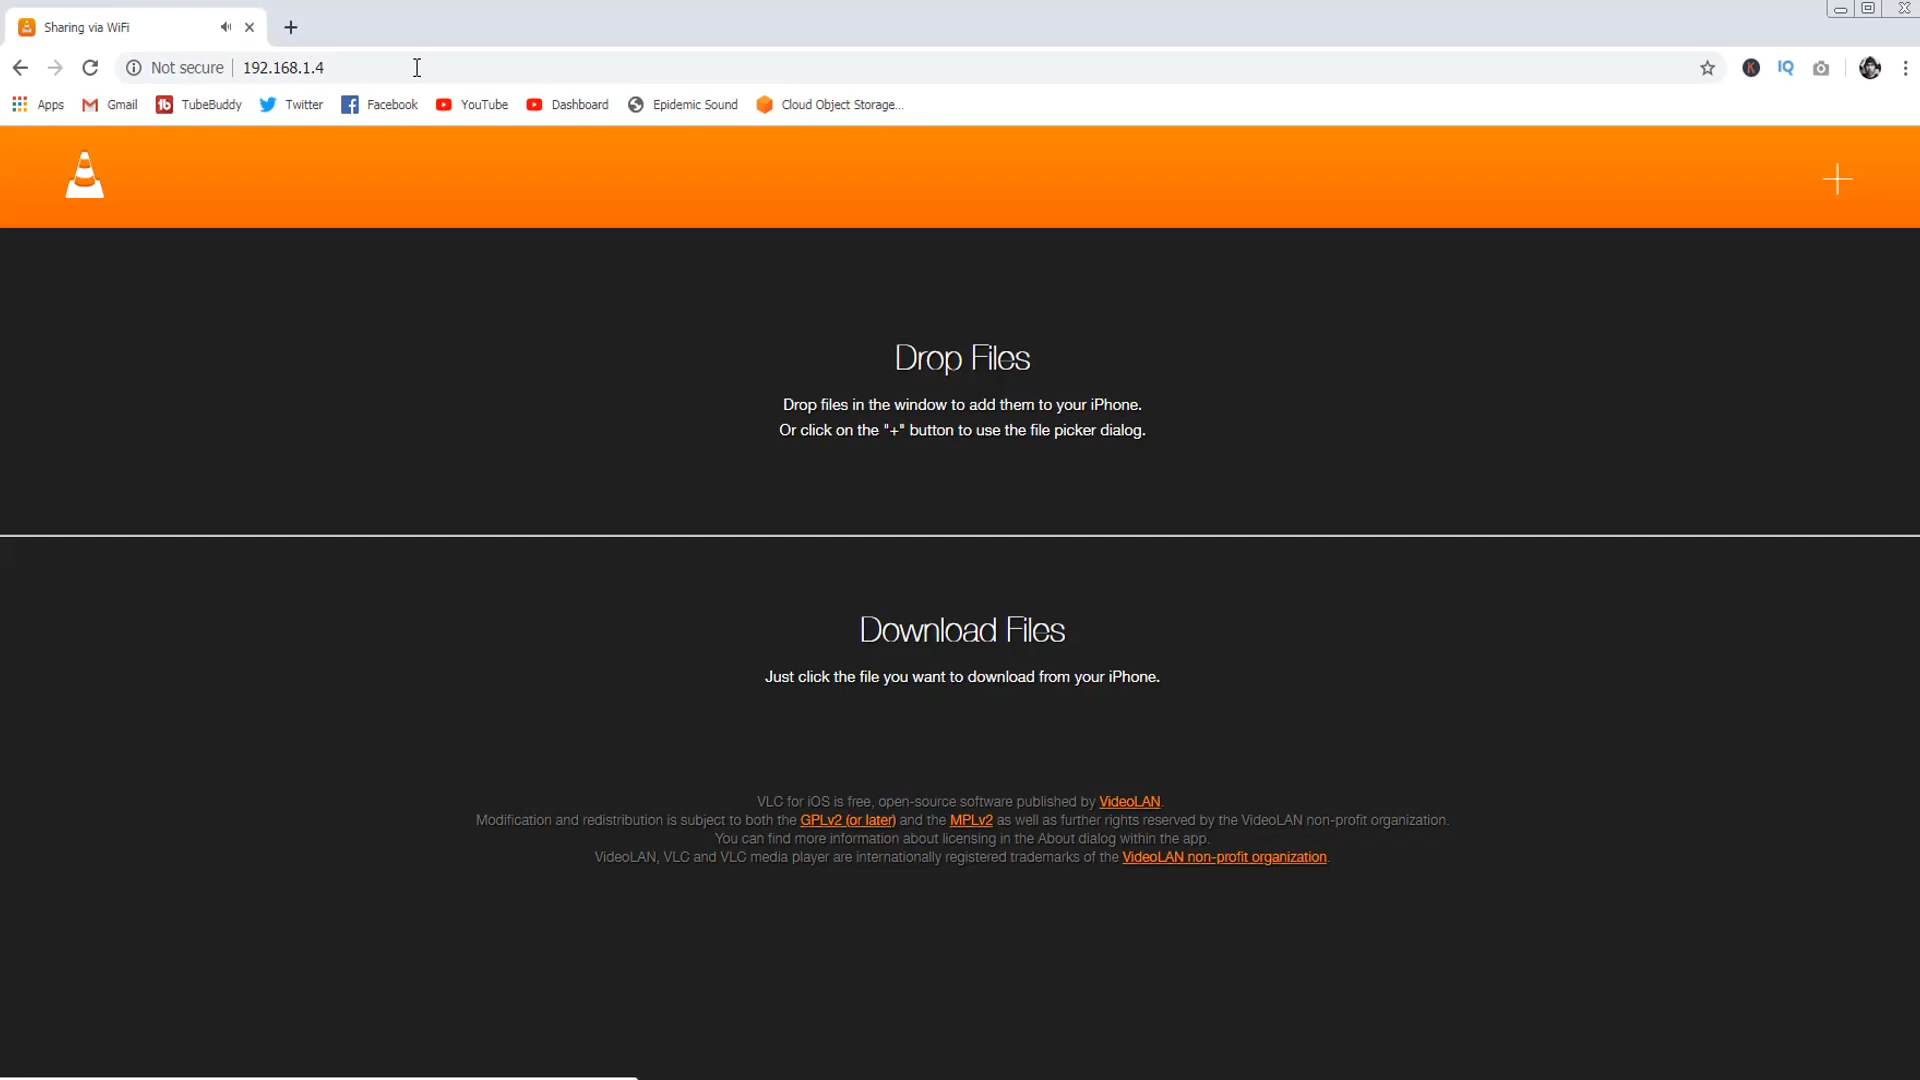 Sharing via WiFi
Not secure
192.168.1.4
K
IQ
Apps
Gmail
TubeBuddy
Twitter
Facebook
YouTube
Dashboard
Epidemic Sound
Cloud Object Storage...
Drop Files
Drop files in the window to add them to your iPhone.
Or click on the "+" button to use the file picker dialog.
Download Files
Just click the file you want to download from your iPhone.
VLC for iOS is free, open-source software published by VideoLAN.
Modification and redistribution is subject to both the GPLv2 (or later) and the MPLv2 as well as further rights reserved by the VideoLAN non-profit organization.
You can find more information about licensing in the About dialog within the app.
VideoLAN, VLC and VLC media player are internationally registered trademarks of the VideoLAN non-profit organization.